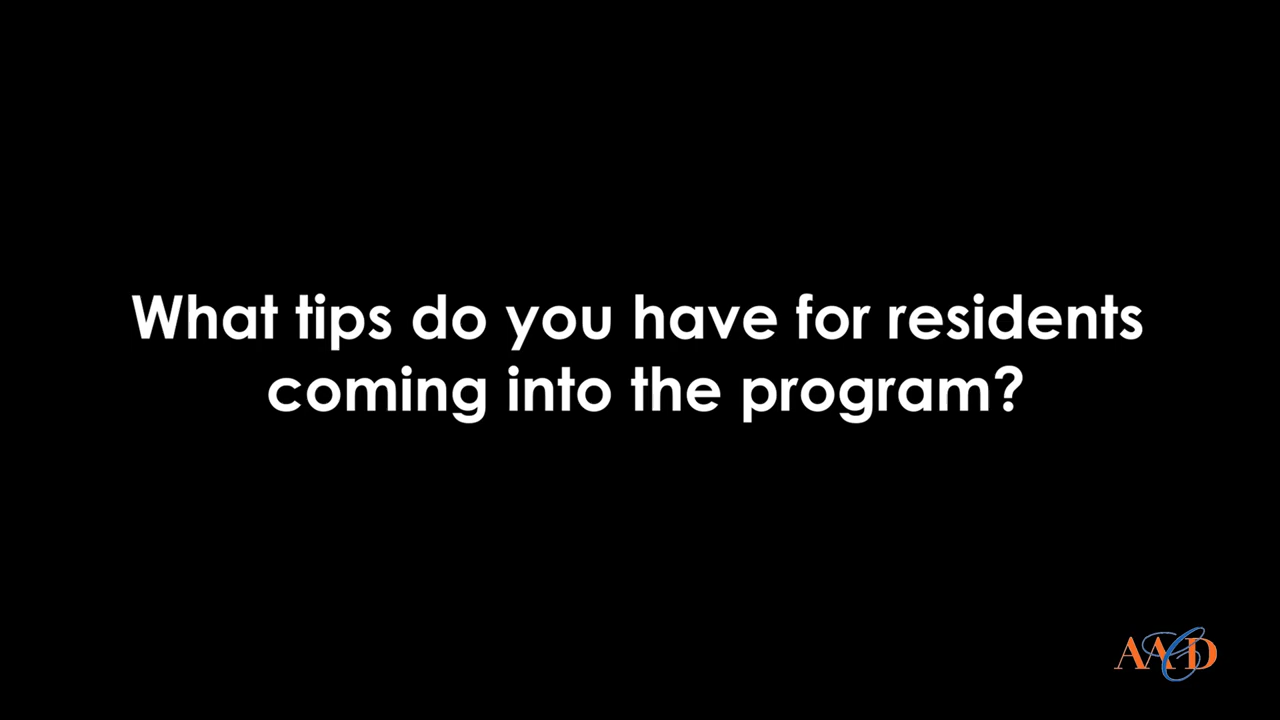 What tips do you have for residents
coming into the program?
AACD